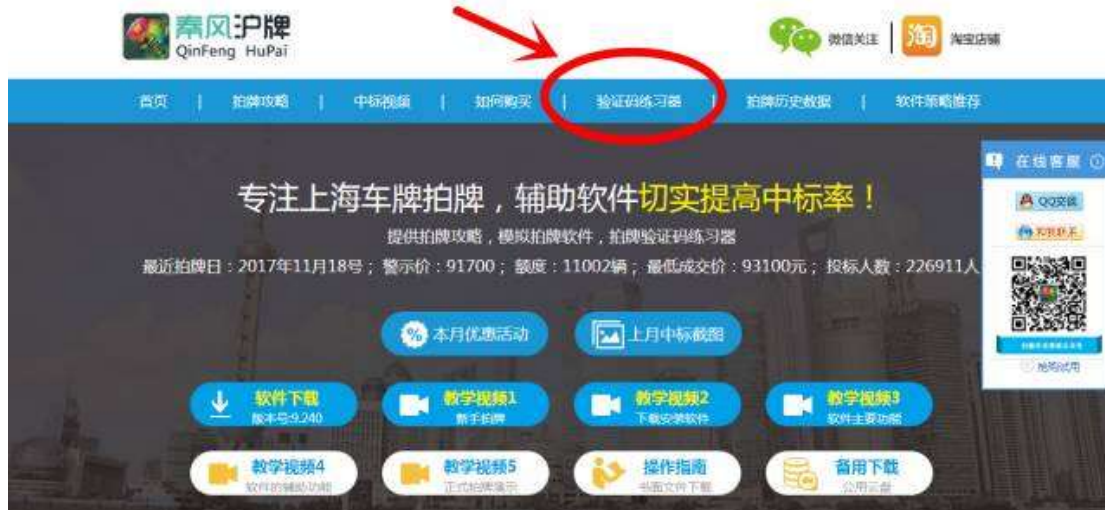 秦风沪牌
QinFeng HuPai
微信关注 | 淘 淘宝店铺
首页 | 拍牌攻略 | 中标视频 | 如何购买 | 验证码练习器 | 拍牌历史数据 | 软件策略推荐
在线客服
专注上海车牌拍牌，辅助软件切实提高中标率！
QQ交谈
和我联系
提供拍牌攻略，模拟拍牌软件，拍牌验证码练习器
最近拍牌日：2017年11月18号； 警示价：91700； 额度：11002辆； 最低成交价：93100元； 投标人数：226911人
本月优惠活动
上月中标截图
软件下载
版本号:9.240
教学视频1
新手拍牌
教学视频2
下载安装软件
教学视频3
软件主要功能
教学视频4
软件的辅助功能
教学视频5
正式拍牌演示
操作指南
书面文件下载
备用下载
公用云盘